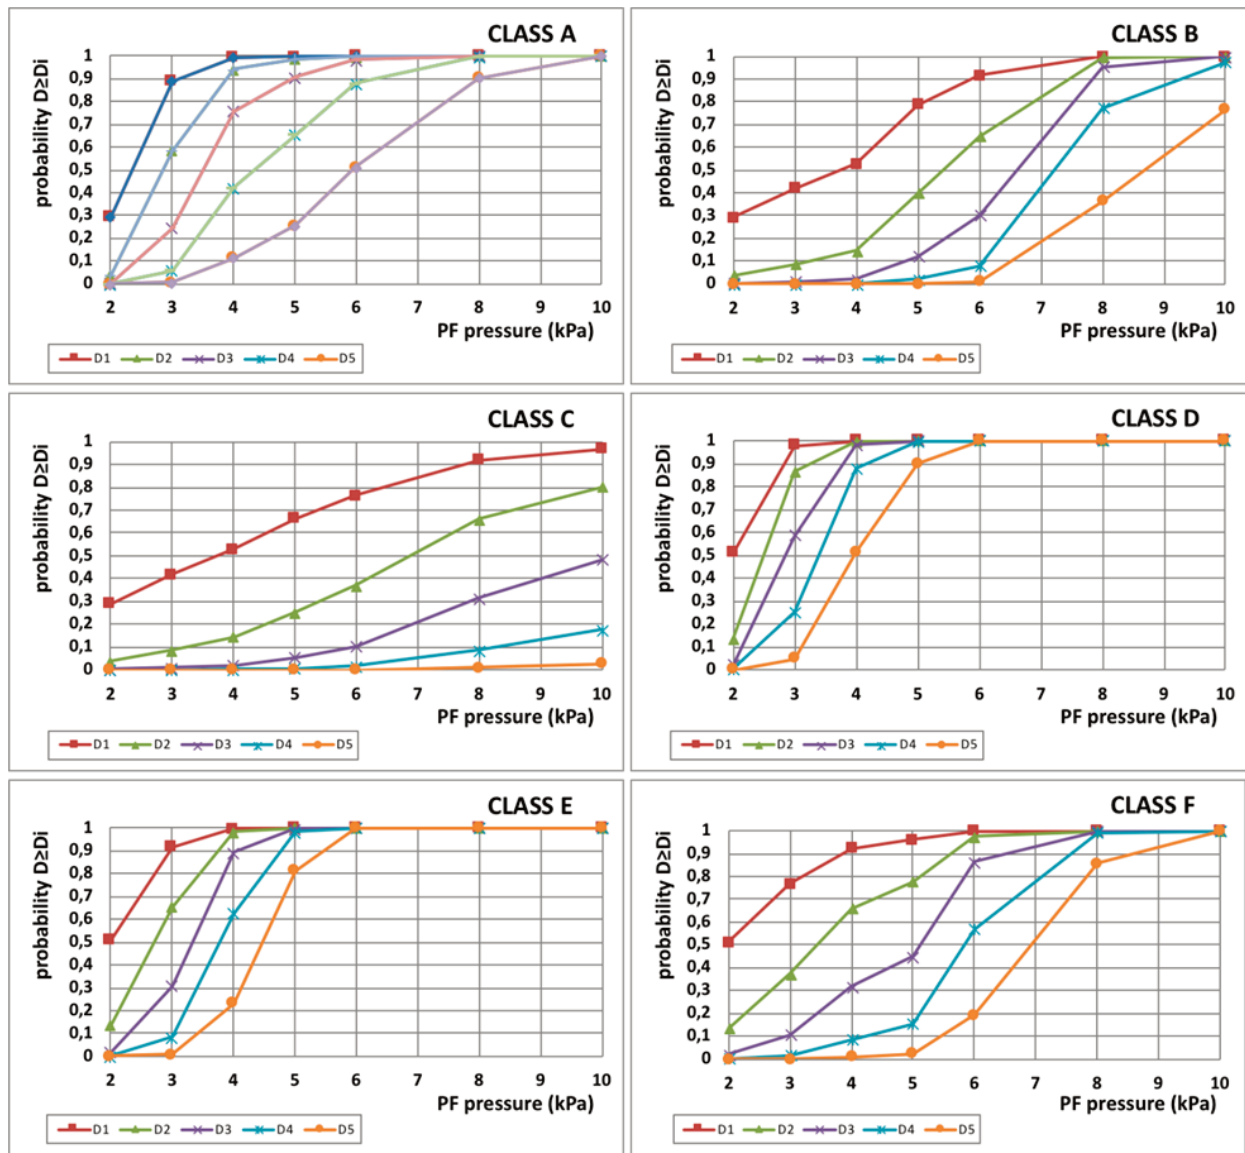 CLASS A
probability D≥Di
1
0,9
0,8
0,7
0,6
0,5
0,4
0,3
0,2
0,1
0
2 3 4 5 6 7 8 9 10
PF pressure (kPa)
D1 D2 D3 D4 D5
CLASS B
probability D≥Di
1
0,9
0,8
0,7
0,6
0,5
0,4
0,3
0,2
0,1
0
2 3 4 5 6 7 8 9 10
PF pressure (kPa)
D1 D2 D3 D4 D5
CLASS C
probability D≥Di
1
0,9
0,8
0,7
0,6
0,5
0,4
0,3
0,2
0,1
0
2 3 4 5 6 7 8 9 10
PF pressure (kPa)
D1 D2 D3 D4 D5
CLASS D
probability D≥Di
1
0,9
0,8
0,7
0,6
0,5
0,4
0,3
0,2
0,1
0
2 3 4 5 6 7 8 9 10
PF pressure (kPa)
D1 D2 D3 D4 D5
CLASS E
probability D≥Di
1
0,9
0,8
0,7
0,6
0,5
0,4
0,3
0,2
0,1
0
2 3 4 5 6 7 8 9 10
PF pressure (kPa)
D1 D2 D3 D4 D5
CLASS F
probability D≥Di
1
0,9
0,8
0,7
0,6
0,5
0,4
0,3
0,2
0,1
0
2 3 4 5 6 7 8 9 10
PF pressure (kPa)
D1 D2 D3 D4 D5